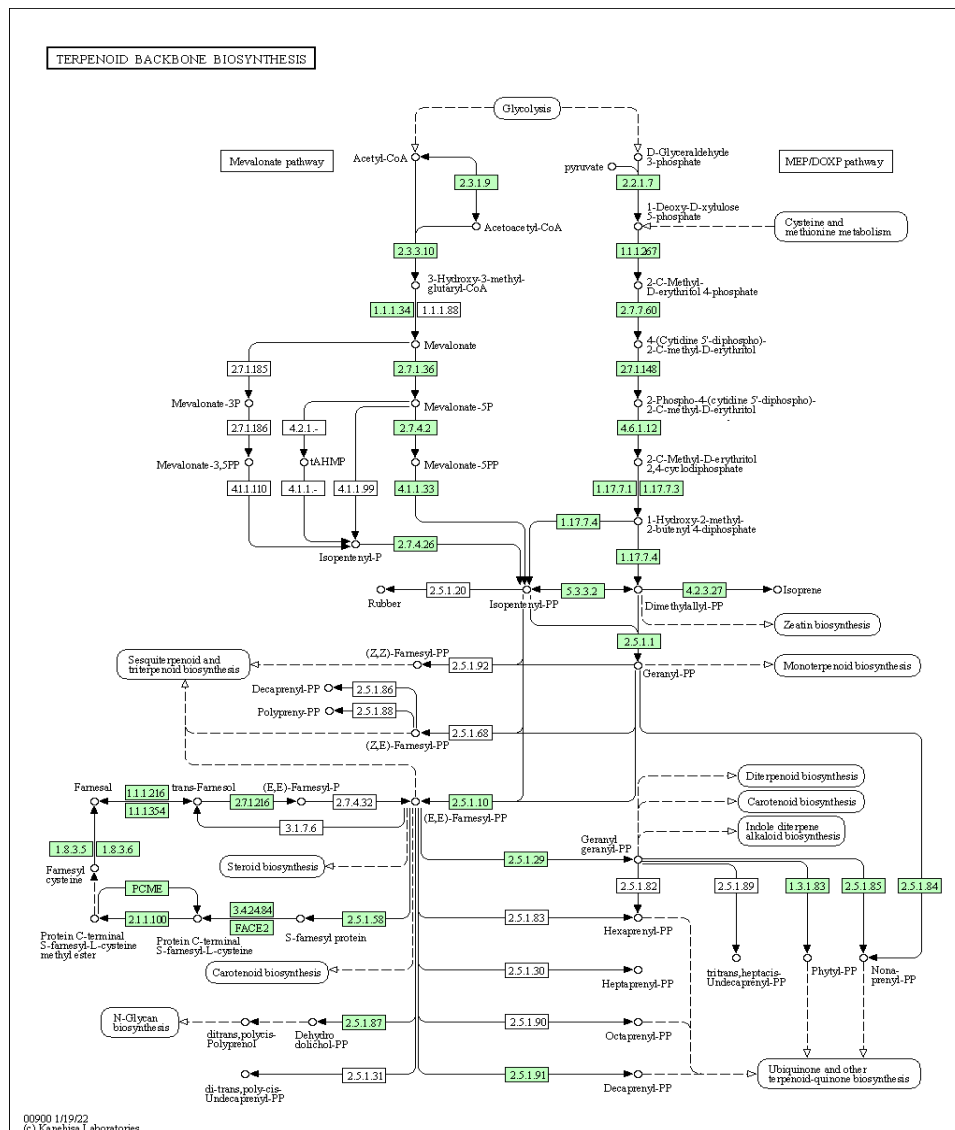 TERPENOID BACKBONE BIOSYNTHESIS
Glycolysis
Mevalonate pathway
Acetyl-CoA
pyruvate
D-Glyceraldehyde
3-phosphate
MEP/DOXP pathway
2.3.1.9
2.2.1.7
1-Deoxy-D-xylulose
5-phosphate
Acetoacetyl-CoA
Cysteine and
methionine metabolism
2.3.3.10
1.1.1.267
3-Hydroxy-3-methyl-
glutaryl-CoA
2-C-Methyl-
D-erythritol 4-phosphate
1.1.1.34
1.1.1.88
2.7.7.60
Mevalonate
4-(Cytidine 5'-diphospho)-
2-C-methyl-D-erythritol
2.7.1.185
2.7.1.36
2.7.1.148
Mevalonate-3P
Mevalonate-5P
2-Phospho-4-(cytidine 5'-diphospho)-
2-C-methyl-D-erythritol
2.7.1.186
4.2.1.-
2.7.4.2
4.6.1.12
Mevalonate-3,5PP
tAHMP
Mevalonate-5PP
2-C-Methyl-D-erythritol
2,4-cyclodiphosphate
4.1.1.110
4.1.1.-
4.1.1.99
4.1.1.33
1.17.7.1
1.17.7.3
1.17.7.4
1-Hydroxy-2-methyl-
2-butenyl 4-diphosphate
Isopentenyl-P
2.7.4.26
1.17.7.4
Rubber
2.5.1.20
Isopentenyl-PP
5.3.3.2
Dimethylallyl-PP
4.2.3.27
Isoprene
Zeatin biosynthesis
2.5.1.1
Sesquiterpenoid and
triterpenoid biosynthesis
(Z,Z)-Farnesyl-PP
2.5.1.92
Geranyl-PP
Monoterpenoid biosynthesis
Decaprenyl-PP
2.5.1.86
Polypreny-PP
2.5.1.88
(Z,E)-Farnesyl-PP
2.5.1.68
Diterpenoid biosynthesis
Farnesal
1.1.1.216
1.1.1.354
trans-Farnesol
2.7.1.216
(E,E)-Farnesyl-P
2.7.4.32
2.5.1.10
(E,E)-Farnesyl-PP
Carotenoid biosynthesis
3.1.7.6
Indole diterpene
alkaloid biosynthesis
1.8.3.5
1.8.3.6
Geranyl
geranyl-PP
Farnesyl
cysteine
Steroid biosynthesis
2.5.1.29
PCME
2.5.1.82
2.5.1.89
1.3.1.83
2.5.1.85
2.5.1.84
2.1.1.100
3.4.24.84
FACE2
2.5.1.58
2.5.1.83
Hexaprenyl-PP
Protein C-terminal
S-farnesyl-L-cysteine
methyl ester
Protein C-terminal
S-farnesyl-L-cysteine
S-farnesyl protein
Carotenoid biosynthesis
2.5.1.30
Heptaprenyl-PP
tritrans,heptacis-
Undecaprenyl-PP
Phytyl-PP
Nona-
prenyl-PP
N-Glycan
biosynthesis
ditrans,polycis-
Polyprenol
Dehydro
dolichol-PP
2.5.1.87
2.5.1.90
Octaprenyl-PP
di-trans,poly-cis-
Undecaprenyl-PP
2.5.1.31
2.5.1.91
Decaprenyl-PP
Ubiquinone and other
terpenoid-quinone biosynthesis
00900 1/19/22
(c) Kanehisa Laboratories